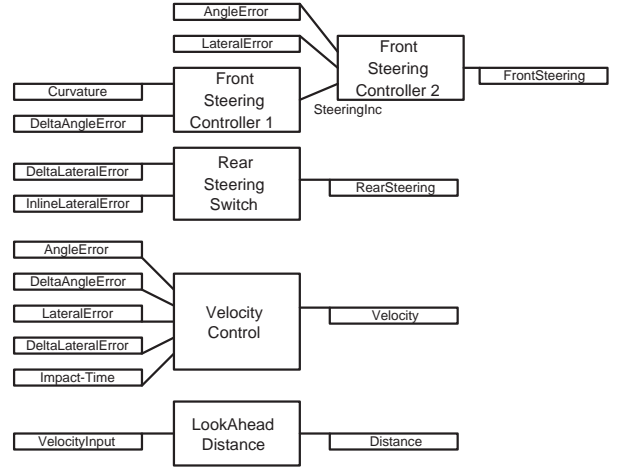 AngleError
LateralError
Front
Steering
Controller 2
FrontSteering
Curvature
DeltaAngleError
Front
Steering
Controller 1
SteeringInc
DeltaLateralError
InlineLateralError
Rear
Steering
Switch
RearSteering
AngleError
DeltaAngleError
LateralError
DeltaLateralError
Impact-Time
Velocity
Control
Velocity
VelocityInput
LookAhead
Distance
Distance